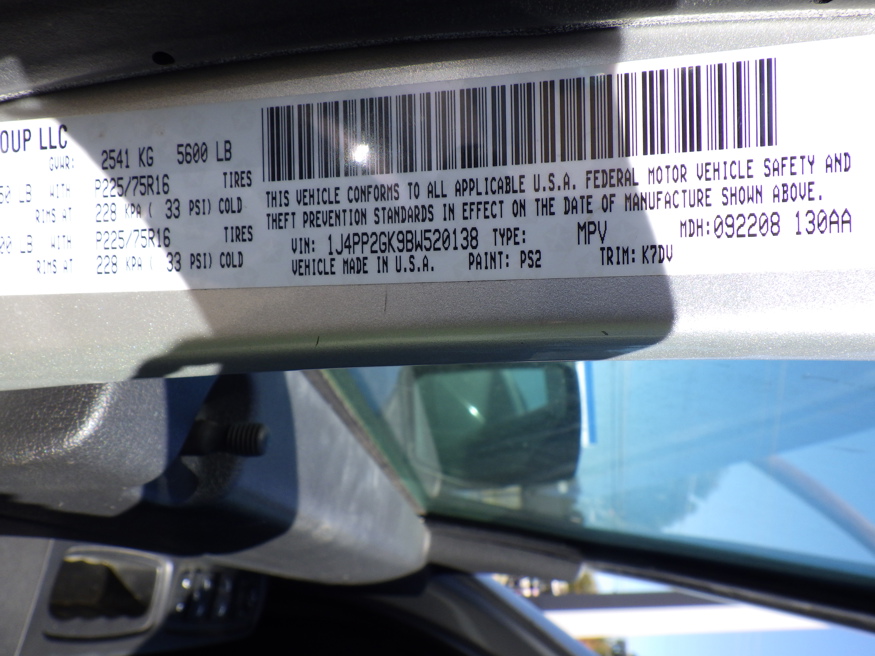 OUP LLC
GVWR: 2541 KG 5600 LB
LB WITH P225/75R16 TIRES
RIMS AT 228 KPA ( 33 PSI) COLD
00 LB WITH P225/75R16 TIRES
RIMS AT 228 KPA ( 33 PSI) COLD
THIS VEHICLE CONFORMS TO ALL APPLICABLE U.S.A. FEDERAL MOTOR VEHICLE SAFETY AND
THEFT PREVENTION STANDARDS IN EFFECT ON THE DATE OF MANUFACTURE SHOWN ABOVE.
VIN: 1J4PP2GK9BW520138 TYPE: MPV MDH:092208 130AA
VEHICLE MADE IN U.S.A. PAINT: PS2 TRIM: K7DV